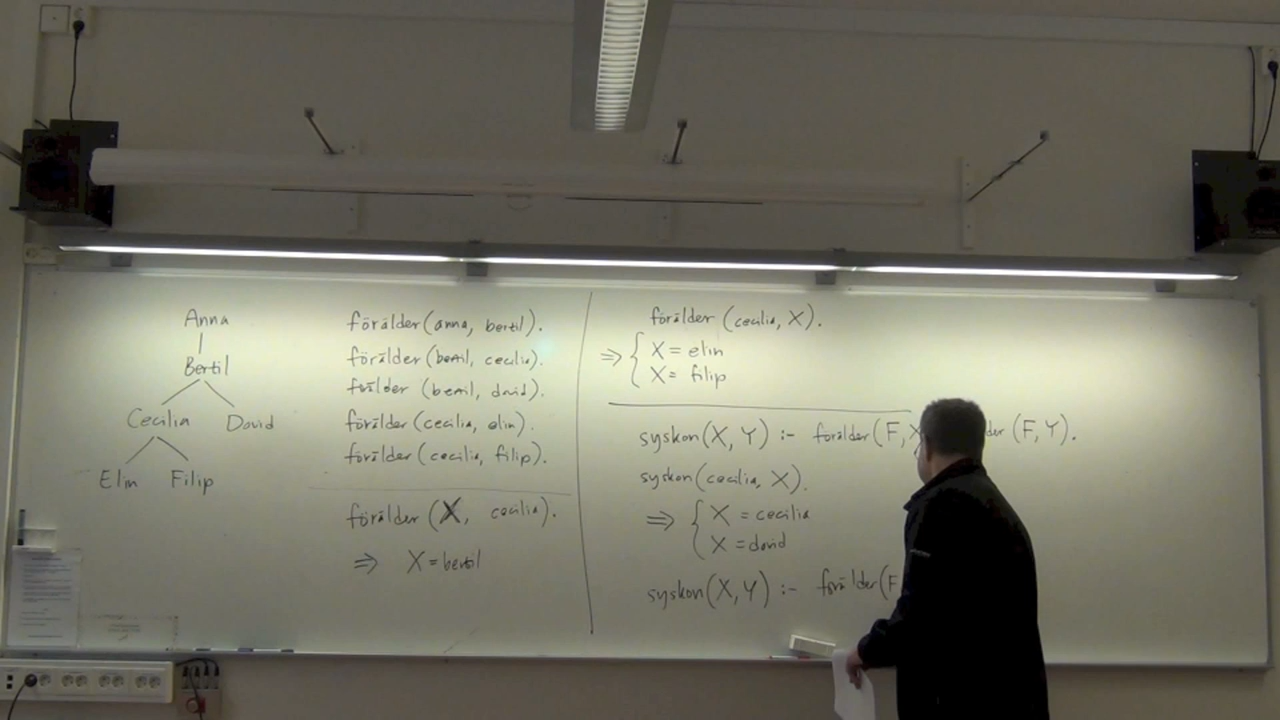 Anna
Bertil
Cecilia David
Elin Filip
förälder(anna, bertil).
förälder(bertil, cecilia).
förälder (bertil, david).
förälder(cecilia, elin).
förälder(cecilia, filip).
förälder(X, cecilia).
⇒ X=bertil
förälder (cecilia, X).
⇒ { X = elin
X = filip
syskon(X, Y) :- förälder(F, X der (F, Y).
syskon(cecilia, X).
⇒ { X = cecilia
X = david
syskon(X, Y) :- förälder(F